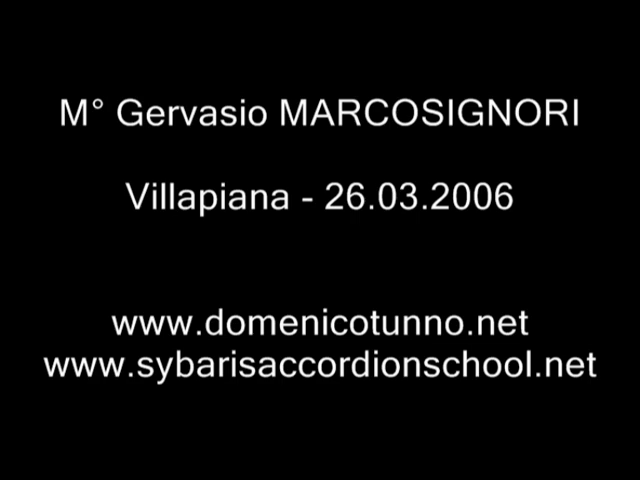 M° Gervasio MARCOSIGNORI
Villapiana - 26.03.2006
www.domenicotunno.net
www.sybarisaccordionschool.net